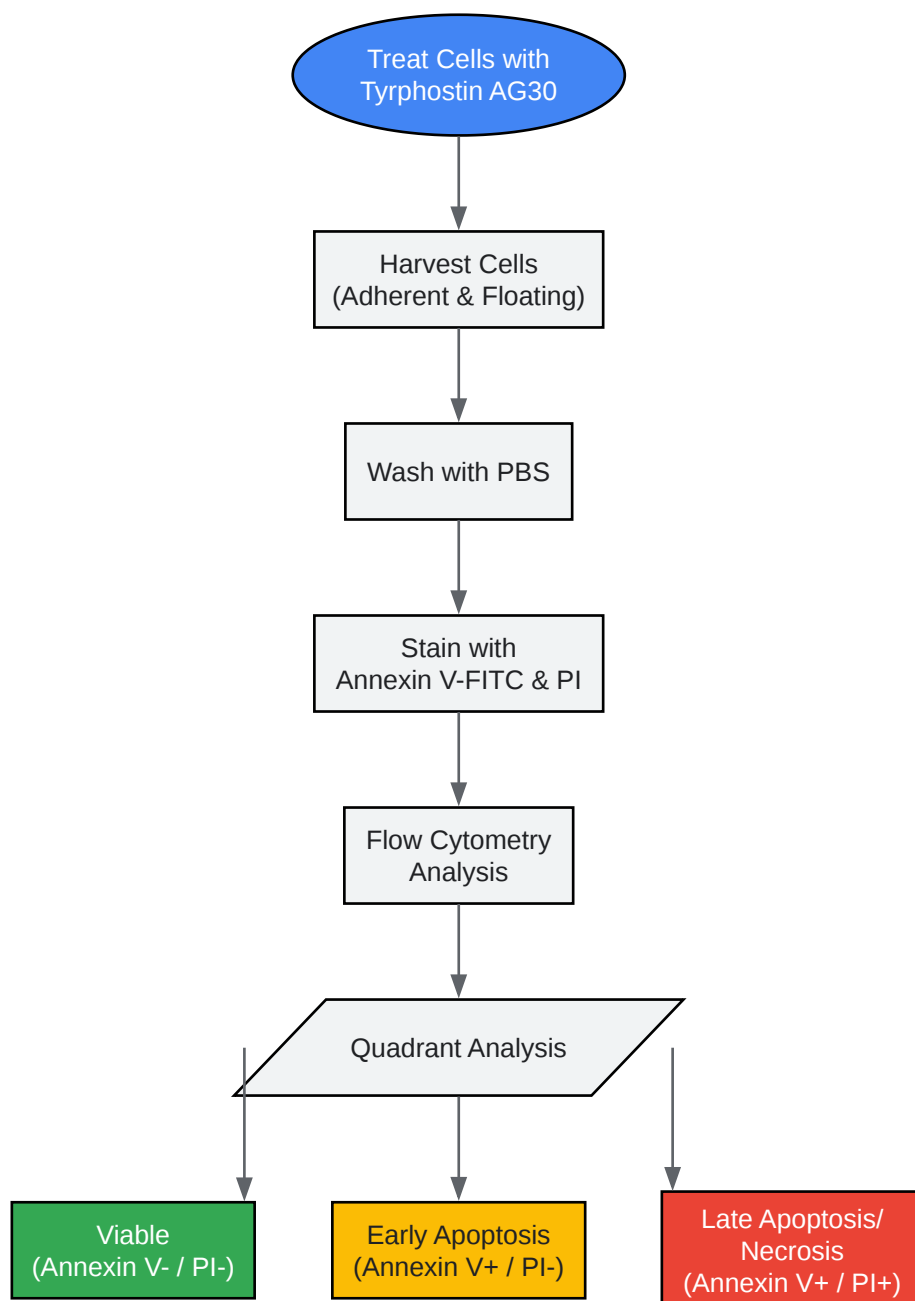 Treat Cells with
Tyrphostin AG30
Harvest Cells
(Adherent & Floating)
Wash with PBS
Stain with
Annexin V-FITC & PI
Flow Cytometry
Analysis
Quadrant Analysis
Viable
(Annexin V- / PI-)
Early Apoptosis
(Annexin V+ / PI-)
Late Apoptosis/
Necrosis
(Annexin V+ / PI+)